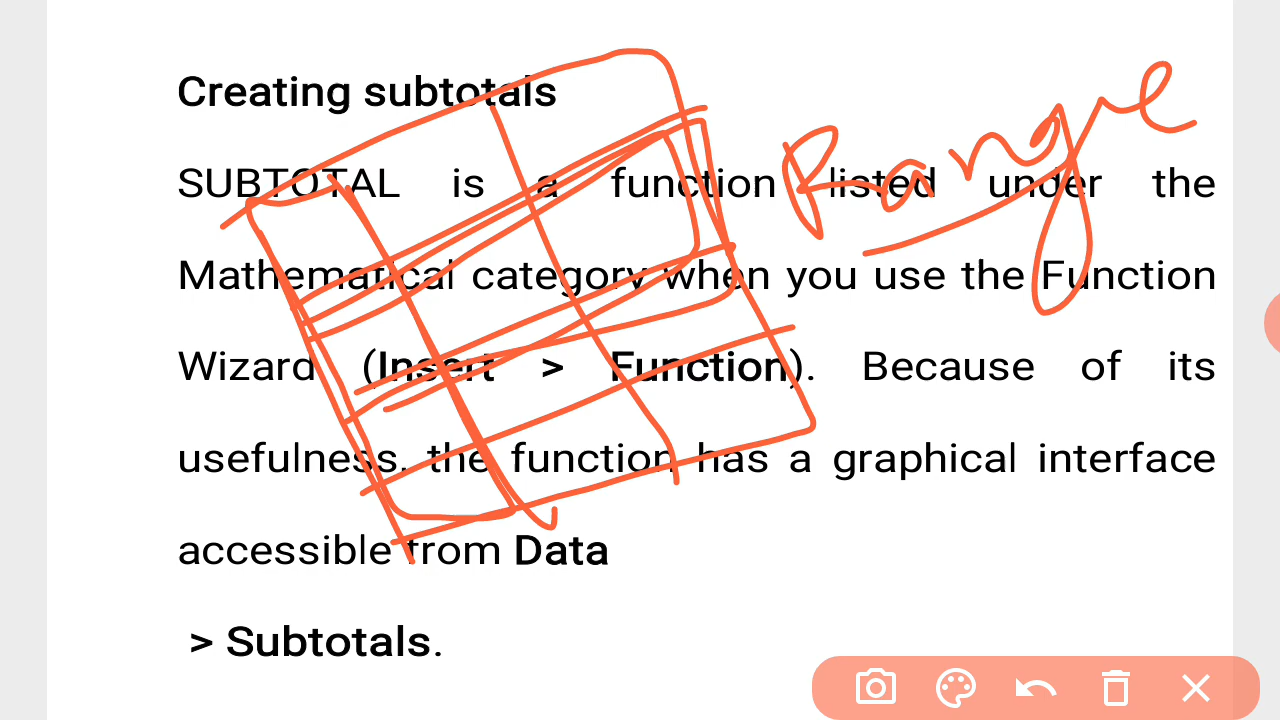 Creating subtotals
SUBTOTAL is a function listed under the
Mathematical category when you use the Function
Wizard (Insert > Function). Because of its
usefulness, the function has a graphical interface
accessible from Data
> Subtotals.
Range